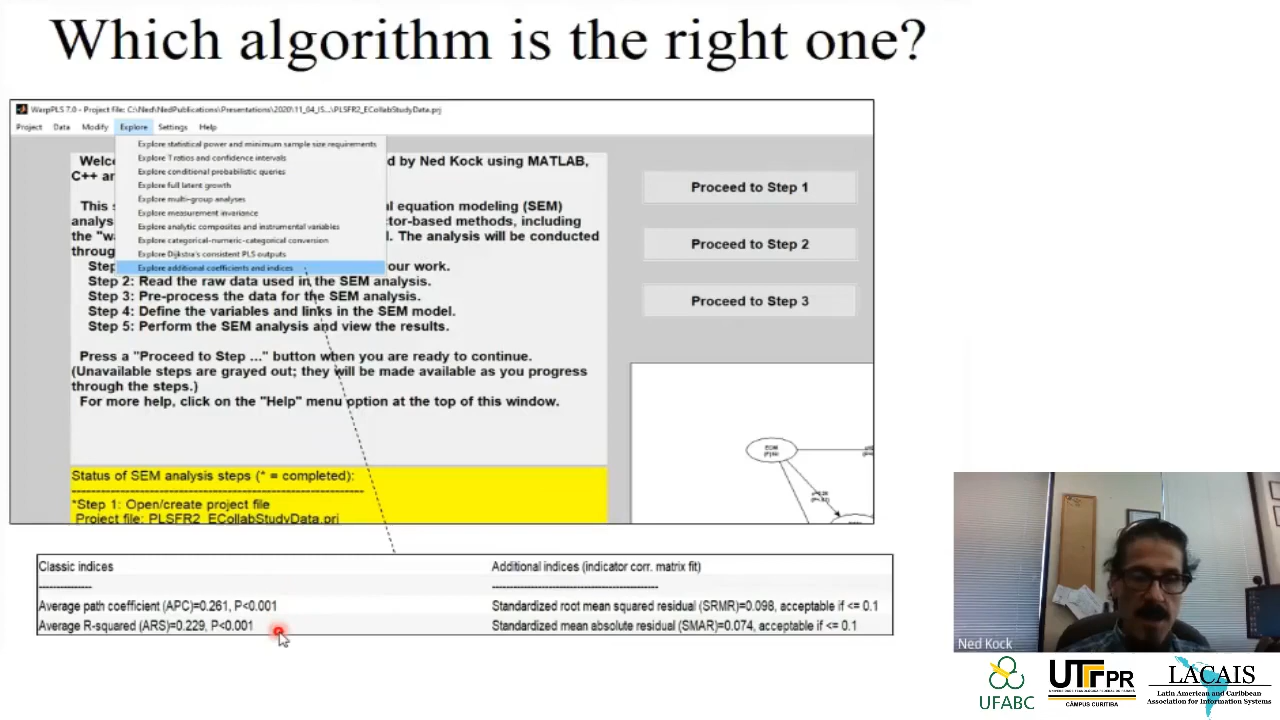 Which algorithm is the right one?
WarpPLS 7.0 - Project file: C:\Ned\NedPublications\Presentations\2020\11_04_IS...\PLSFR2_ECollabStudyData.prj
Project Data Modify Explore Settings Help
Explore statistical power and minimum sample size requirements
Explore T ratios and confidence intervals
Explore conditional probabilistic queries
Explore full latent growth
Explore multi-group analyses
Explore measurement invariance
Explore analytic composites and instrumental variables
Explore categorical-numeric-categorical conversion
Explore Dijkstra's consistent PLS outputs
Explore additional coefficients and indices
Welc d by Ned Kock using MATLAB,
C++ an
This s l equation modeling (SEM)
analys tor-based methods, including
the "wa l. The analysis will be conducted
throug
Step our work.
Step 2: Read the raw data used in the SEM analysis.
Step 3: Pre-process the data for the SEM analysis.
Step 4: Define the variables and links in the SEM model.
Step 5: Perform the SEM analysis and view the results.
Press a "Proceed to Step ..." button when you are ready to continue.
(Unavailable steps are grayed out; they will be made available as you progress
through the steps.)
For more help, click on the "Help" menu option at the top of this window.
Status of SEM analysis steps (* = completed):
*Step 1: Open/create project file
Project file: PLSFR2_ECollabStudyData.prj
Proceed to Step 1
Proceed to Step 2
Proceed to Step 3
Classic indices
Average path coefficient (APC)=0.261, P<0.001
Average R-squared (ARS)=0.229, P<0.001
Additional indices (indicator corr. matrix fit)
Standardized root mean squared residual (SRMR)=0.098, acceptable if <= 0.1
Standardized mean absolute residual (SMAR)=0.074, acceptable if <= 0.1
Ned Kock
UFABC
UTFPR
CÂMPUS CURITIBA
LACAIS
Latin American and Caribbean
Association for Information Systems